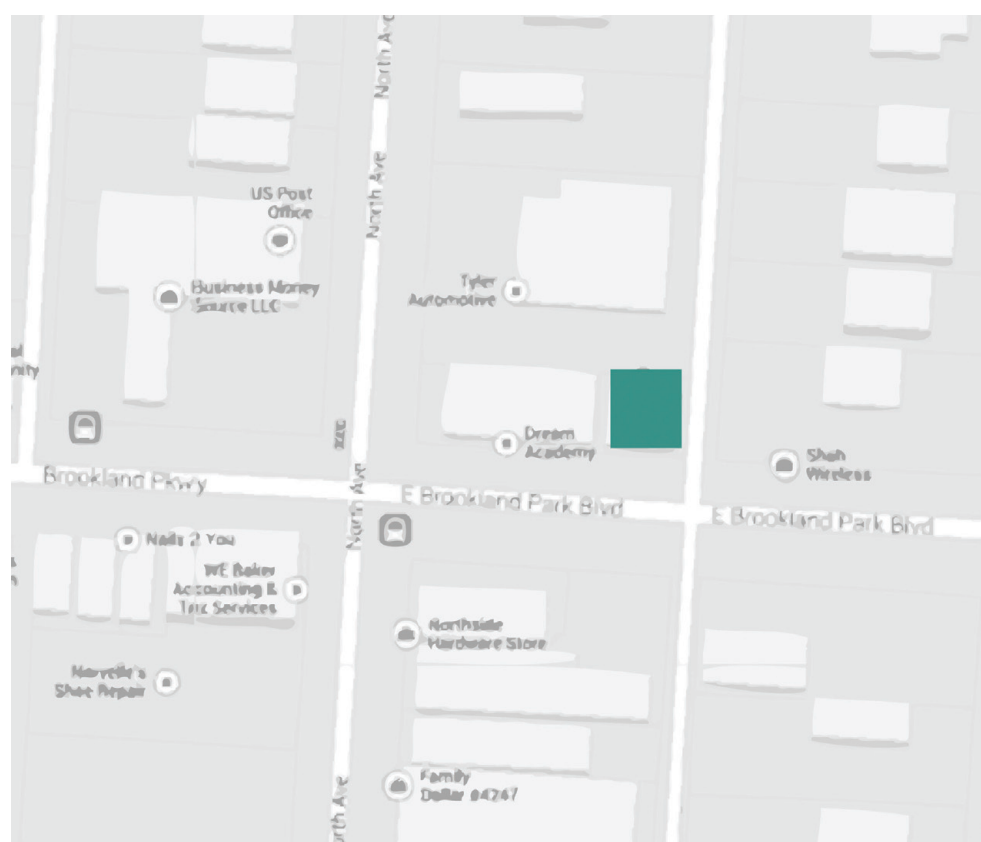 North Ave
North Ave
US Post
Office
Business Money
Source LLC
Tyler
Automotive
Dream
Academy
Shah
Wireless
Brookland Pkwy
North Ave
E Brookland Park Blvd
E Brookland Park Blvd
Nails 2 You
WE Baker
Accounting &
Tax Services
Northside
Hardware Store
Shoe Repair
Family
Dollar #4247